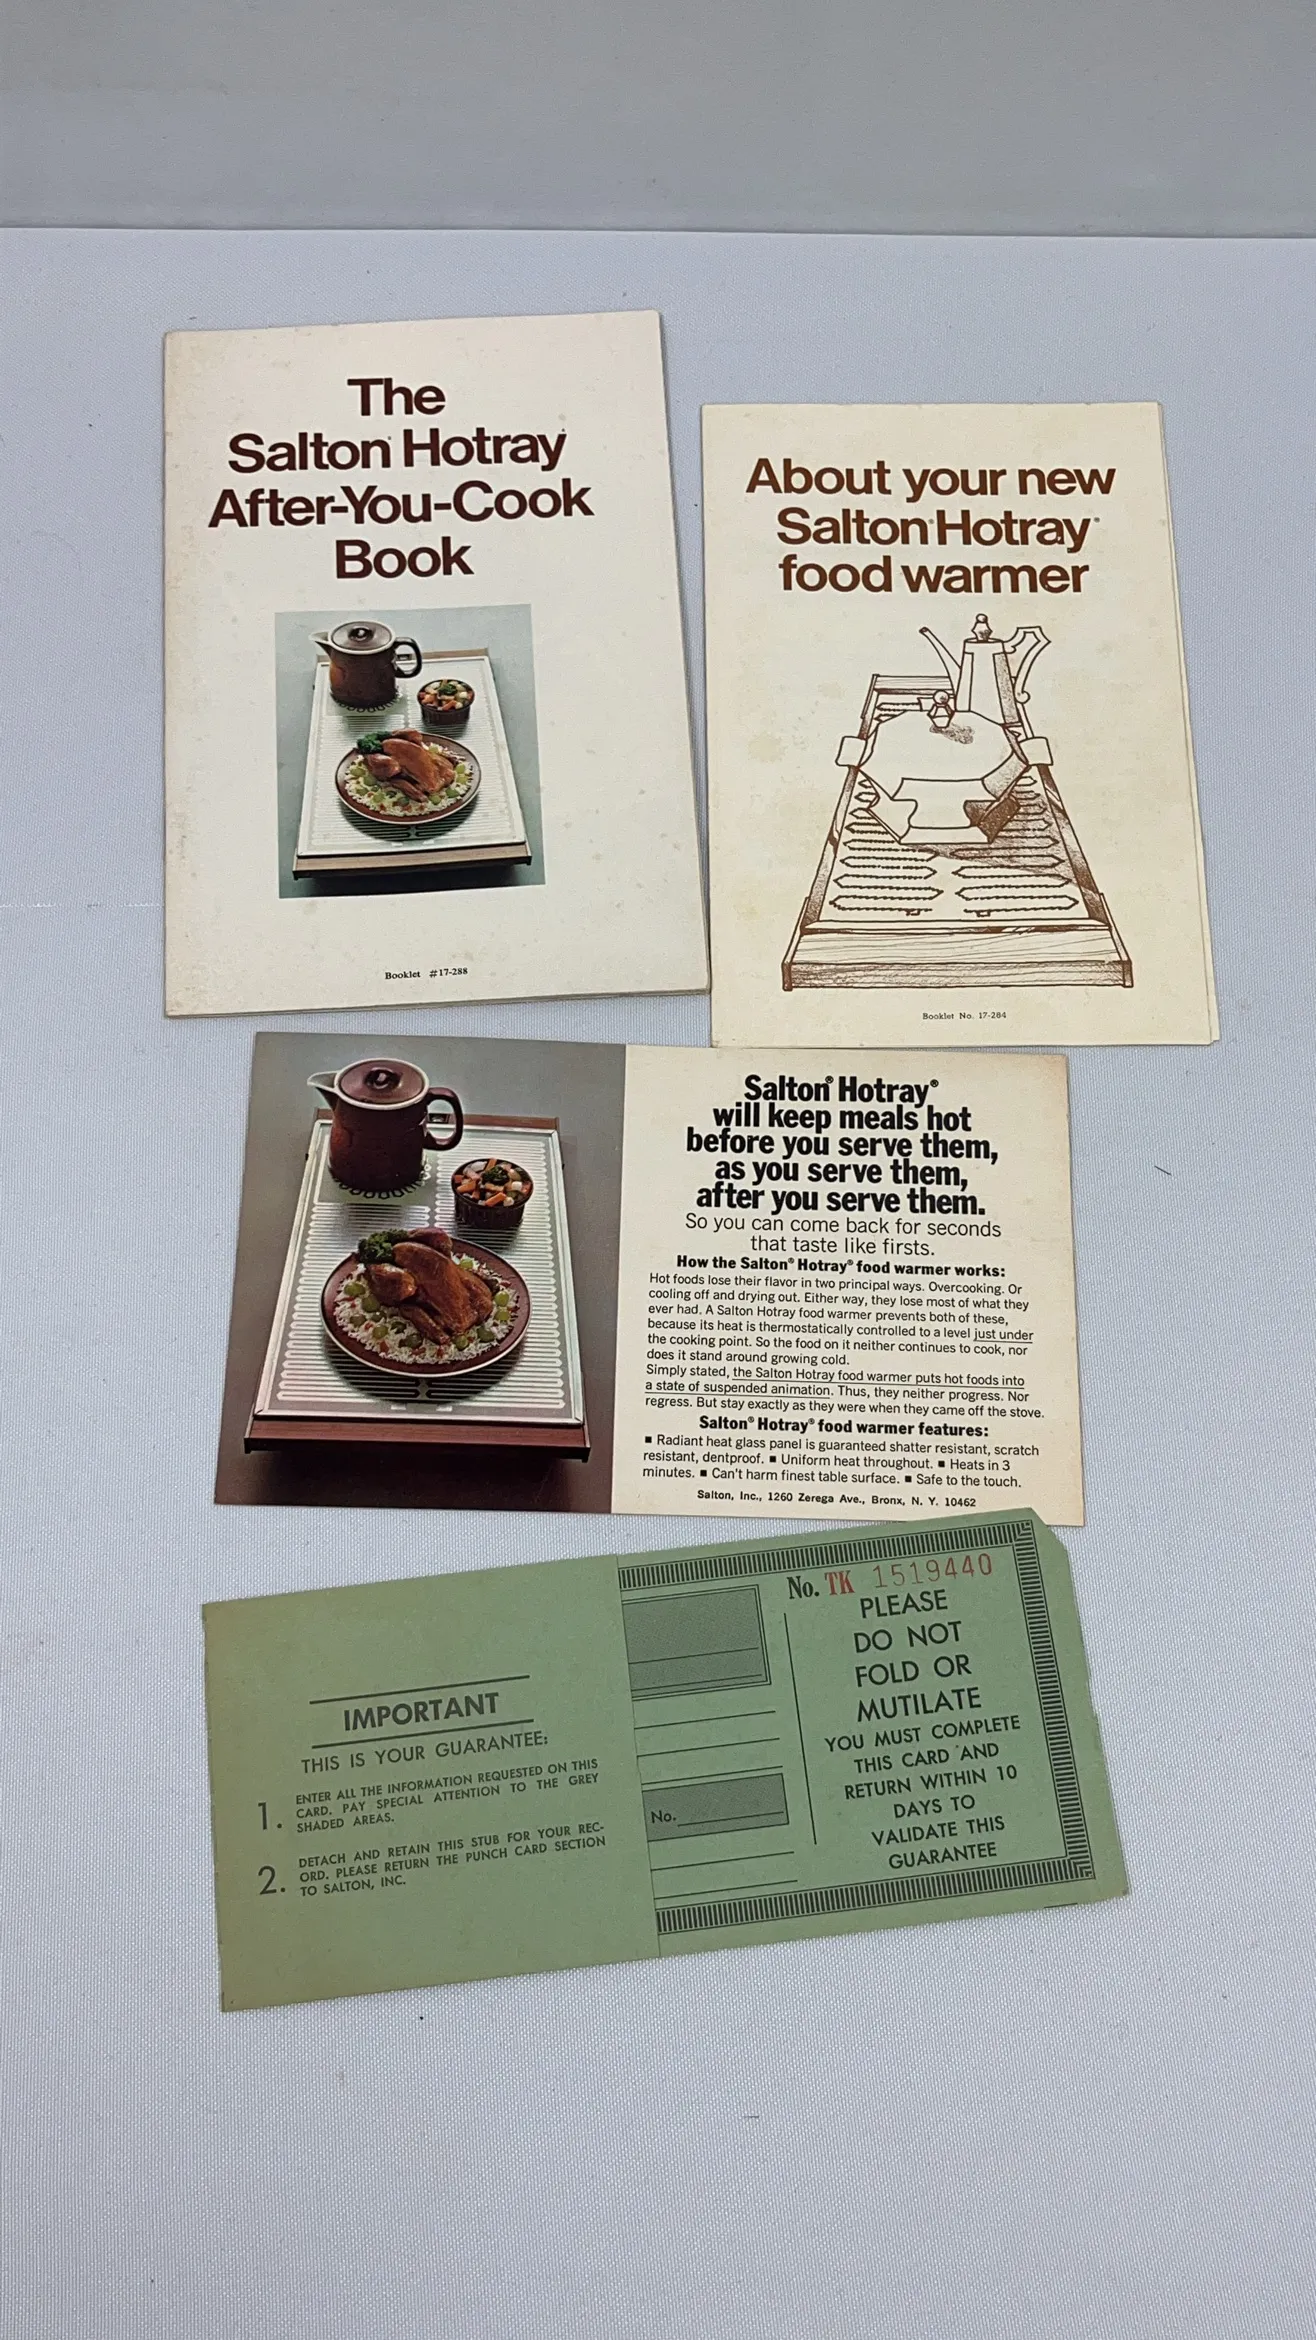 The
Salton Hotray
After-You-Cook
Book
Booklet #17-288
About your new
Salton® Hotray®
food warmer
Booklet No. 17-284
Salton® Hotray®
will keep meals hot
before you serve them,
as you serve them,
after you serve them.
So you can come back for seconds
that taste like firsts.
How the Salton® Hotray® food warmer works:
Hot foods lose their flavor in two principal ways. Overcooking. Or
cooling off and drying out. Either way, they lose most of what they
ever had. A Salton Hotray food warmer prevents both of these,
because its heat is thermostatically controlled to a level just under
the cooking point. So the food on it neither continues to cook, nor
does it stand around growing cold.
Simply stated, the Salton Hotray food warmer puts hot foods into
a state of suspended animation. Thus, they neither progress. Nor
regress. But stay exactly as they were when they came off the stove.
Salton® Hotray® food warmer features:
■ Radiant heat glass panel is guaranteed shatter resistant, scratch
resistant, dentproof. ■ Uniform heat throughout. ■ Heats in 3
minutes. ■ Can't harm finest table surface. ■ Safe to the touch.
Salton, Inc., 1260 Zerega Ave., Bronx, N. Y. 10462
IMPORTANT
THIS IS YOUR GUARANTEE:
1. ENTER ALL THE INFORMATION REQUESTED ON THIS
CARD. PAY SPECIAL ATTENTION TO THE GREY
SHADED AREAS.
2. DETACH AND RETAIN THIS STUB FOR YOUR REC-
ORD. PLEASE RETURN THE PUNCH CARD SECTION
TO SALTON, INC.
No.
No. TK 1519440
PLEASE
DO NOT
FOLD OR
MUTILATE
YOU MUST COMPLETE
THIS CARD AND
RETURN WITHIN 10
DAYS TO
VALIDATE THIS
GUARANTEE